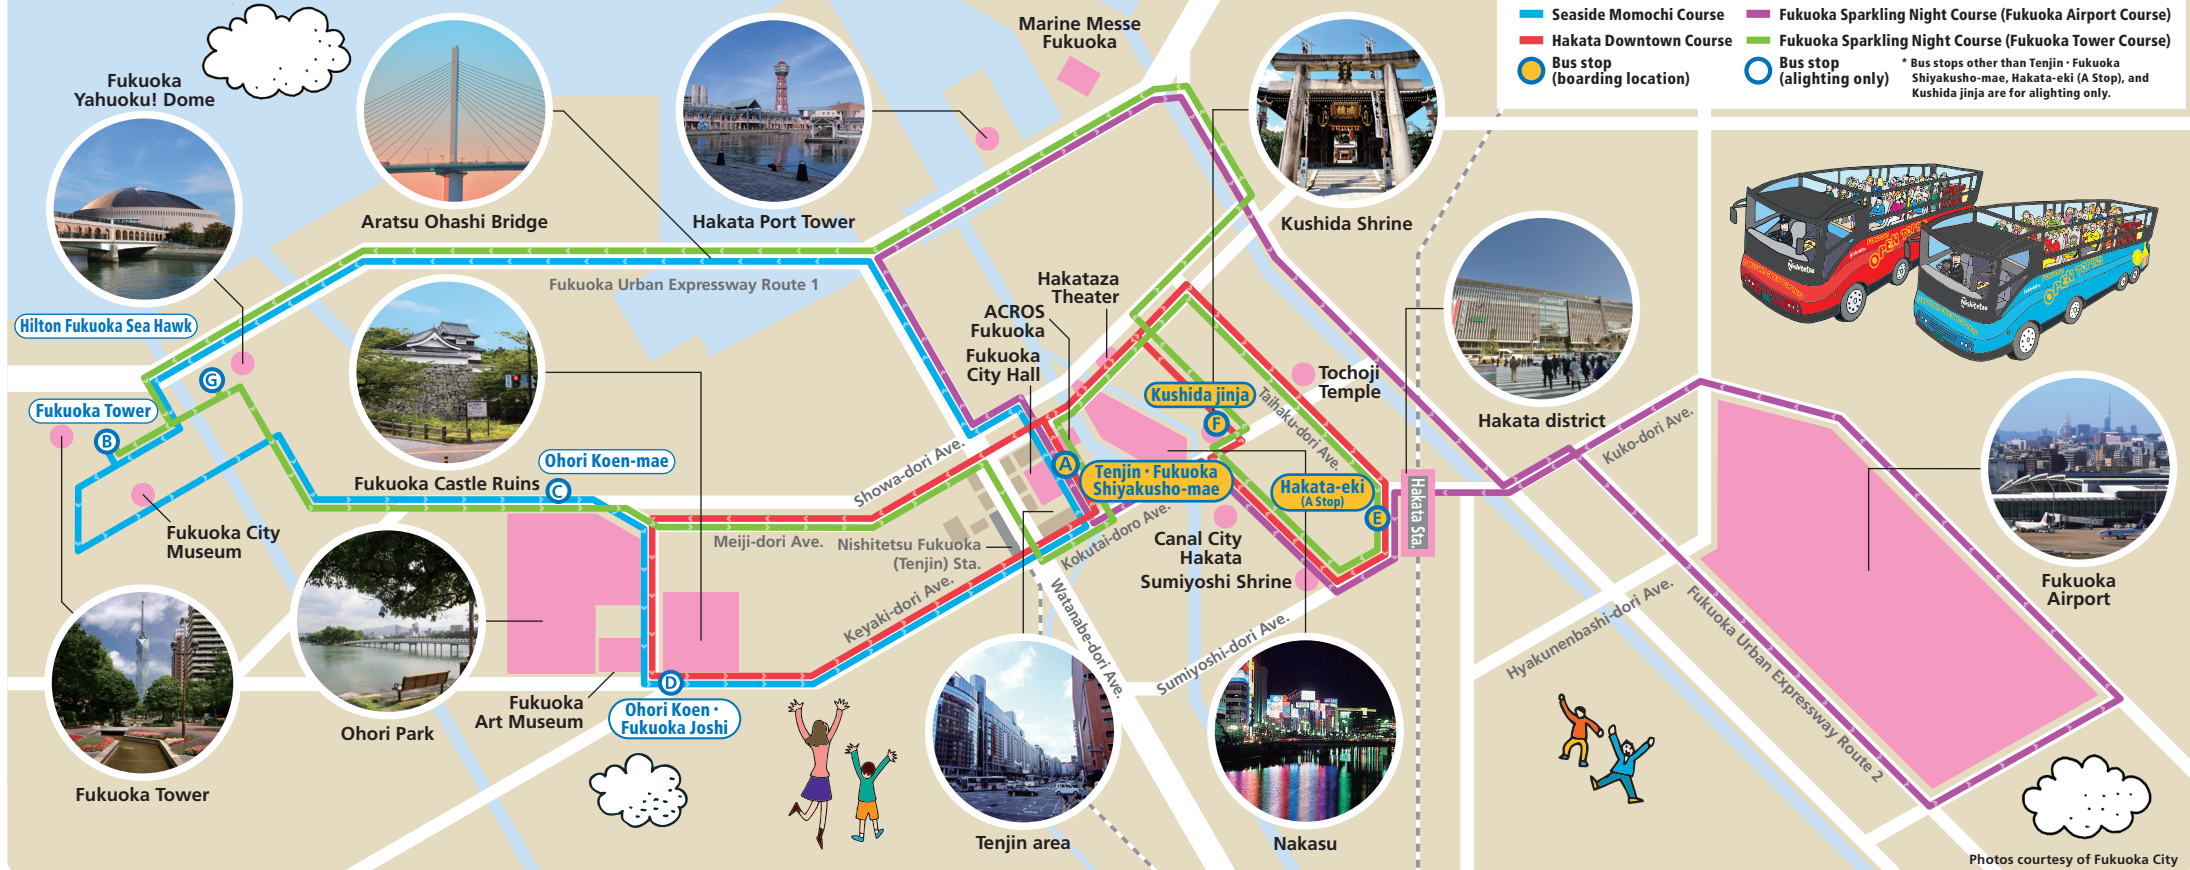 Seaside Momochi Course
Hakata Downtown Course
Bus stop
(boarding location)
Fukuoka Sparkling Night Course (Fukuoka Airport Course)
Fukuoka Sparkling Night Course (Fukuoka Tower Course)
Bus stop
(alighting only)
* Bus stops other than Tenjin・Fukuoka
Shiyakusho-mae, Hakata-eki (A Stop), and
Kushida jinja are for alighting only.
Marine Messe
Fukuoka
Fukuoka
Yahuoku! Dome
Aratsu Ohashi Bridge
Hakata Port Tower
Kushida Shrine
Fukuoka Urban Expressway Route 1
Hilton Fukuoka Sea Hawk
Hakataza
Theater
ACROS
Fukuoka
Fukuoka
City Hall
Tochoji
Temple
Hakata district
G
Fukuoka Tower
B
Kushida jinja
F
Taihaku-dori Ave.
Kuko-dori Ave.
Showa-dori Ave.
Ohori Koen-mae
C
Fukuoka Castle Ruins
A
Tenjin・Fukuoka
Shiyakusho-mae
Hakata-eki
(A Stop)
E
Hakata Sta.
Fukuoka City
Museum
Meiji-dori Ave.
Nishitetsu Fukuoka
(Tenjin) Sta.
Kokutai-doro Ave.
Canal City
Hakata
Sumiyoshi Shrine
Fukuoka
Airport
Keyaki-dori Ave.
Watanabe-dori Ave.
Sumiyoshi-dori Ave.
Hyakunenbashi-dori Ave.
Fukuoka Urban Expressway Route 2
D
Ohori Koen・
Fukuoka Joshi
Fukuoka
Art Museum
Ohori Park
Fukuoka Tower
Tenjin area
Nakasu
OPEN TOP
Nishitetsu
OPEN TOP
Nishitetsu
Photos courtesy of Fukuoka City